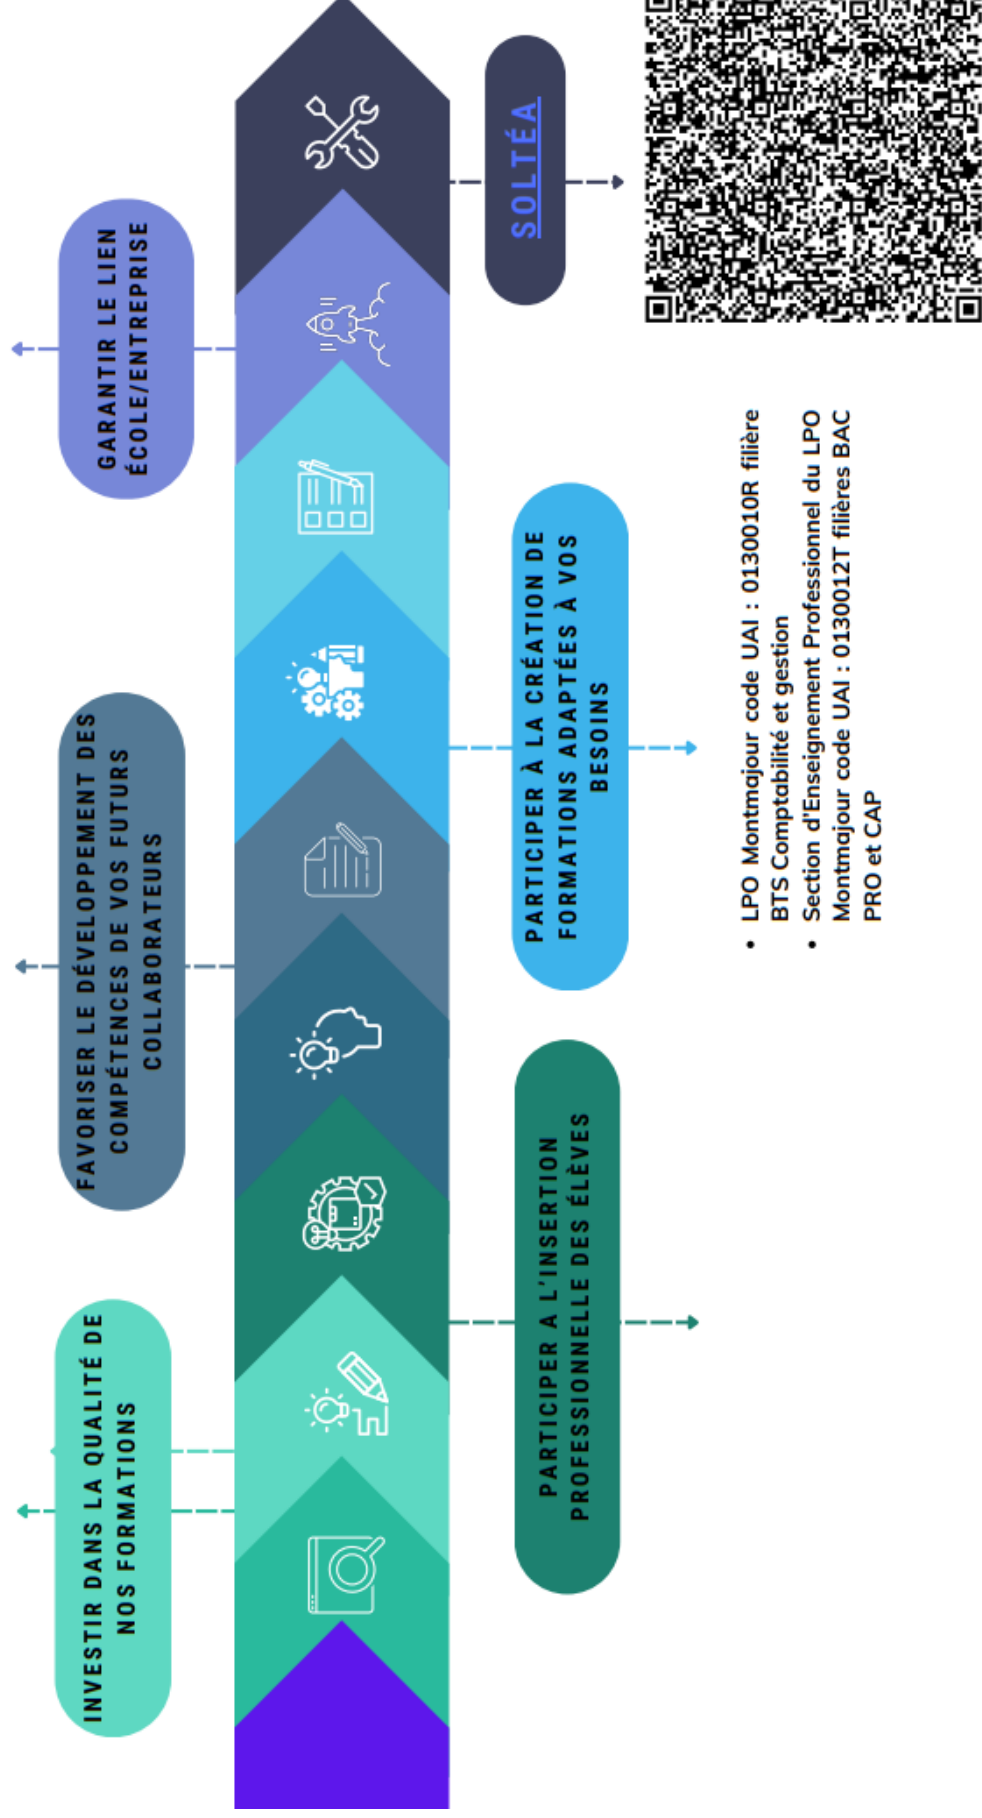 INVESTIR DANS LA QUALITÉ DE
NOS FORMATIONS
FAVORISER LE DÉVELOPPEMENT DES
COMPÉTENCES DE VOS FUTURS
COLLABORATEURS
GARANTIR LE LIEN
ÉCOLE/ENTREPRISE
PARTICIPER A L'INSERTION
PROFESSIONNELLE DES ÉLÈVES
PARTICIPER À LA CRÉATION DE
FORMATIONS ADAPTÉES À VOS
BESOINS
SOLTÉA
• LPO Montmajour code UAI : 0130010R filière
BTS Comptabilité et gestion
• Section d'Enseignement Professionnel du LPO
Montmajour code UAI : 0130012T filières BAC
PRO et CAP